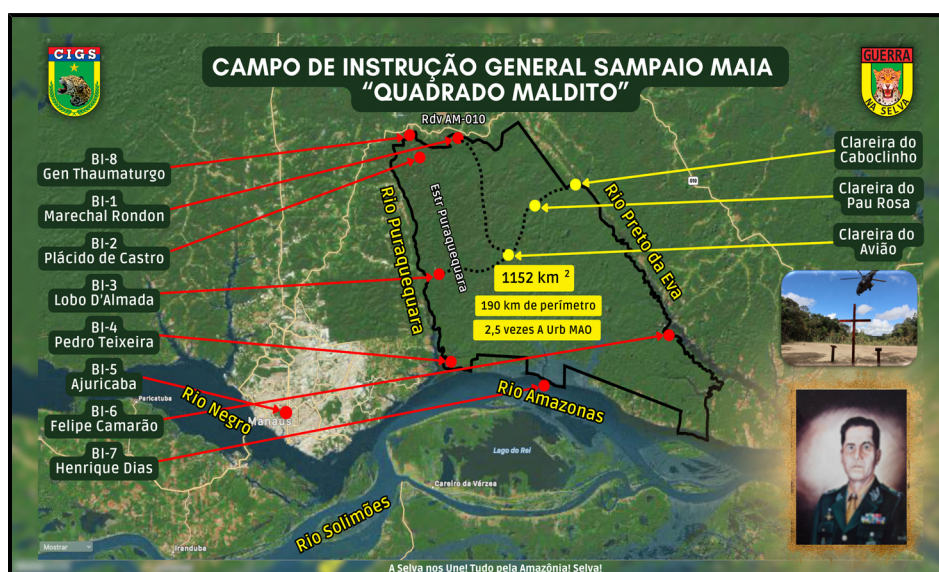 CIGS
CAMPO DE INSTRUÇÃO GENERAL SAMPAIO MAIA
“QUADRADO MALDITO”
GUERRA
NA SELVA
Rdv AM-010
BI-8
Gen Thaumaturgo
BI-1
Marechal Rondon
BI-2
Plácido de Castro
BI-3
Lobo D'Almada
BI-4
Pedro Teixeira
BI-5
Ajuricaba
BI-6
Felipe Camarão
BI-7
Henrique Dias
Clareira do
Caboclinho
Clareira do
Pau Rosa
Clareira do
Avião
010
Rio Puraquequara
Estr Puraquequara
Rio Preto da Eva
1152 km 2
190 km de perímetro
2,5 vezes A Urb MAO
Rio Amazonas
Rio Negro
Manaus
Paricatuba
Lago do Rei
Careiro da Várzea
Rio Solimões
Iranduba
Mostrar
A Selva nos Une! Tudo pela Amazônia! Selva!